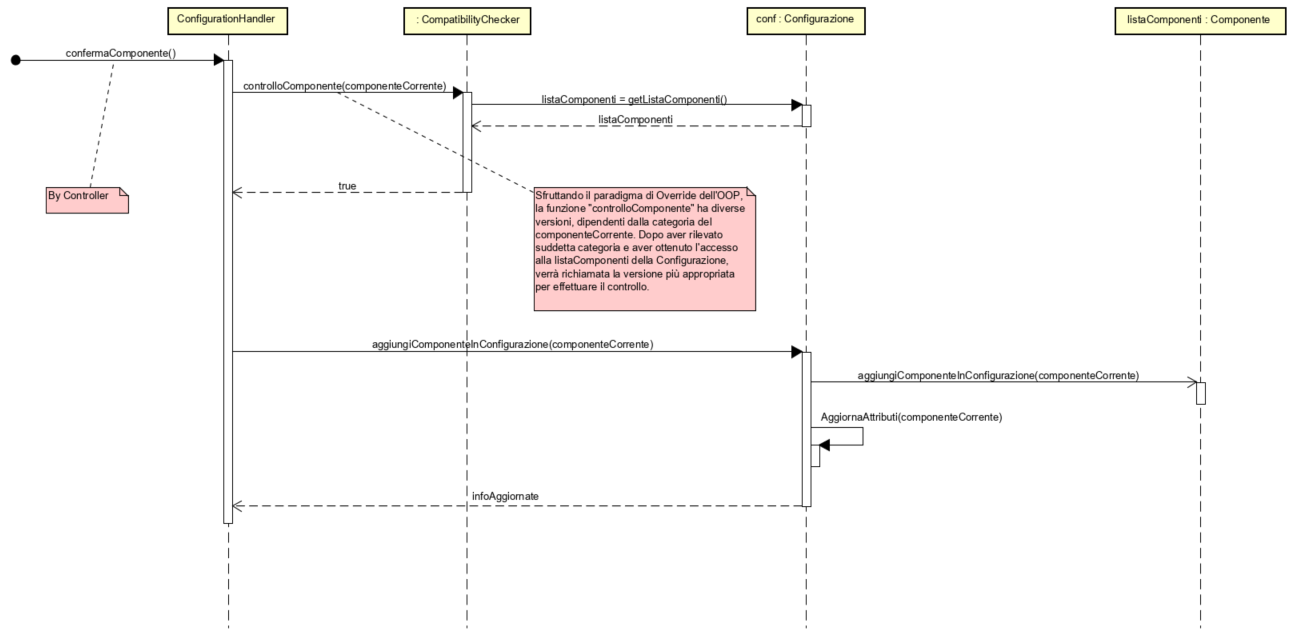 ConfigurationHandler
: CompatibilityChecker
conf : Configurazione
listaComponenti : Componente
confermaComponente()
controlloComponente(componenteCorrente)
listaComponenti = getListaComponenti()
listaComponenti
true
By Controller
Sfruttando il paradigma di Override dell'OOP,
la funzione "controlloComponente" ha diverse
versioni, dipendenti dalla categoria del
componenteCorrente. Dopo aver rilevato
suddetta categoria e aver ottenuto l'accesso
alla listaComponenti della Configurazione,
verrà richiamata la versione più appropriata
per effettuare il controllo.
aggiungiComponenteInConfigurazione(componenteCorrente)
aggiungiComponenteInConfigurazione(componenteCorrente)
AggiornaAttributi(componenteCorrente)
infoAggiornate